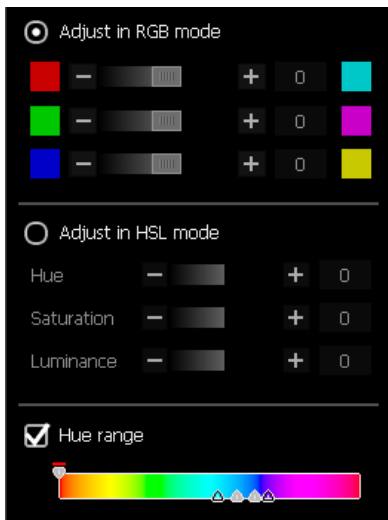 Adjust in RGB mode
− + 0
− + 0
− + 0
Adjust in HSL mode
Hue − + 0
Saturation − + 0
Luminance − + 0
Hue range